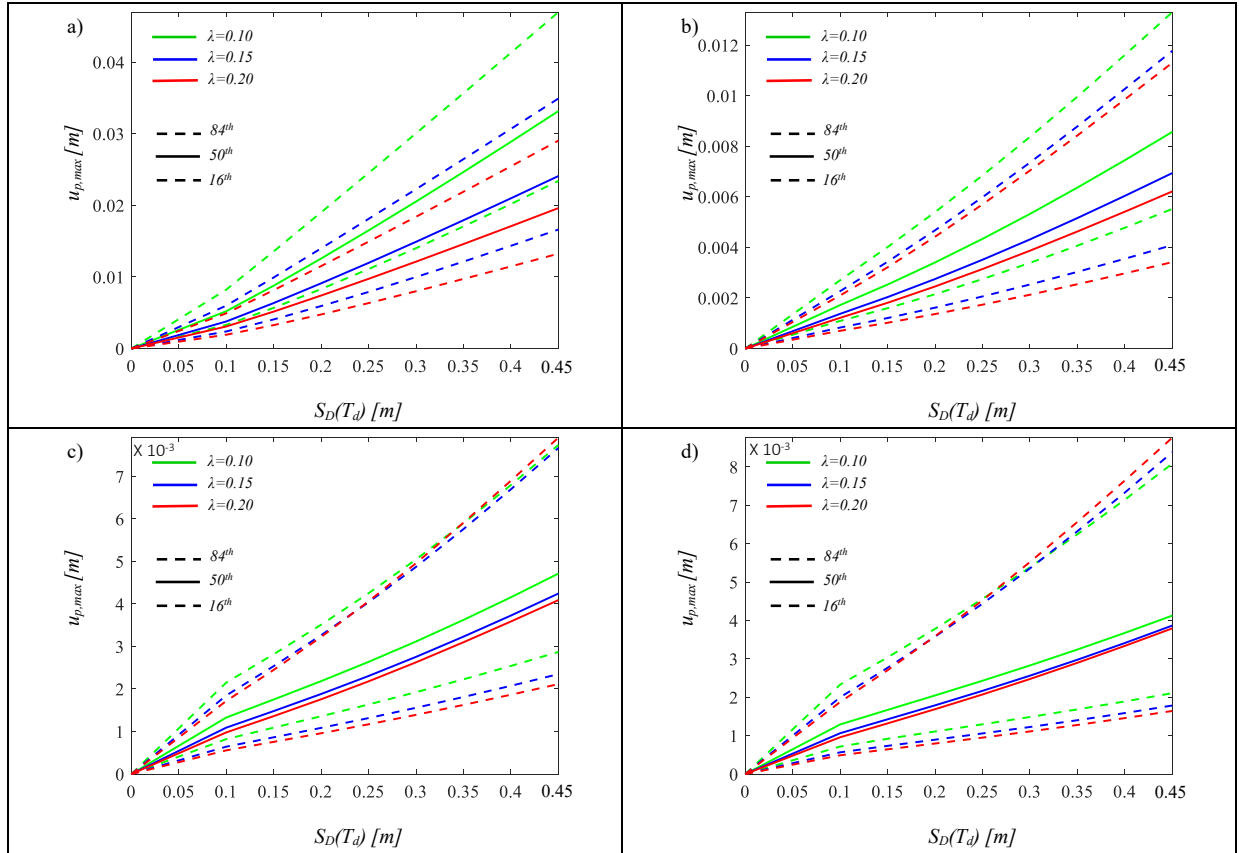 a)
λ=0.10
λ=0.15
λ=0.20
84th
50th
16th
u_p,max [m]
0.04
0.03
0.02
0.01
0
0 0.05 0.1 0.15 0.2 0.25 0.3 0.35 0.4 0.45
S_D(T_d) [m]
b)
λ=0.10
λ=0.15
λ=0.20
84th
50th
16th
u_p,max [m]
0.012
0.01
0.008
0.006
0.004
0.002
0
0 0.05 0.1 0.15 0.2 0.25 0.3 0.35 0.4 0.45
S_D(T_d) [m]
c)
X 10-3
λ=0.10
λ=0.15
λ=0.20
84th
50th
16th
u_p,max [m]
7
6
5
4
3
2
1
0
0 0.05 0.1 0.15 0.2 0.25 0.3 0.35 0.4 0.45
S_D(T_d) [m]
d)
X 10-3
λ=0.10
λ=0.15
λ=0.20
84th
50th
16th
u_p,max [m]
8
7
6
5
4
3
2
1
0
0 0.05 0.1 0.15 0.2 0.25 0.3 0.35 0.4 0.45
S_D(T_d) [m]